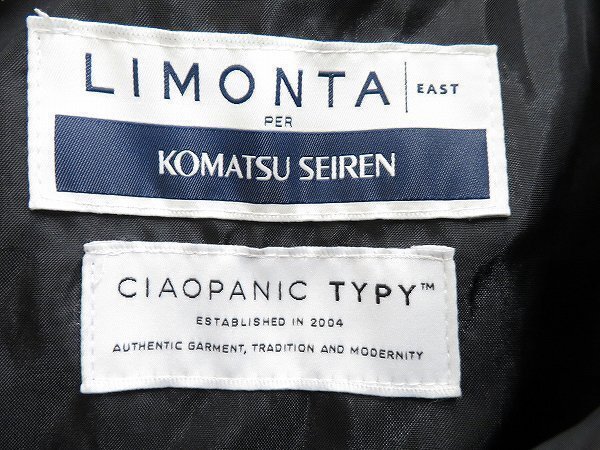 LIMONTA | EAST
PER
KOMATSU SEIREN
CIAOPANIC TYPY™
ESTABLISHED IN 2004
AUTHENTIC GARMENT, TRADITION AND MODERNITY